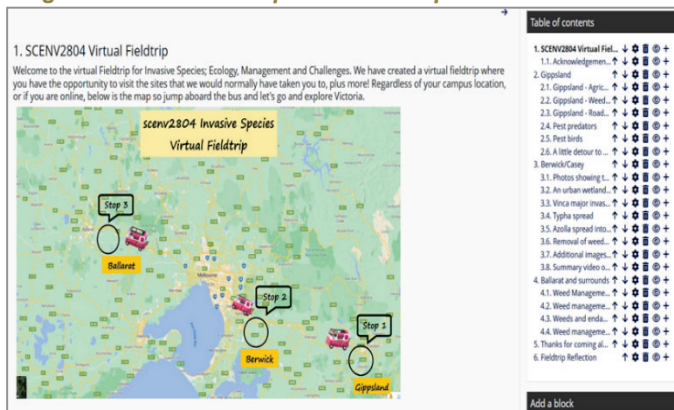 Table of contents
1. SCENV2804 Virtual Fieldtrip
Welcome to the virtual Fieldtrip for Invasive Species; Ecology, Management and Challenges. We have created a virtual fieldtrip where
you have the opportunity to visit the sites that we would normally have taken you to, plus more! Regardless of your campus location,
or if you are online, below is the map so jump aboard the bus and let's go and explore Victoria.
scenv2804 Invasive Species
Virtual Fieldtrip
Stop 3
Ballarat
Melbourne
Stop 2
Berwick
Stop 1
Gippsland
1. SCENV2804 Virtual Fiel...
1.1. Acknowledgemen...
2. Gippsland
2.1. Gippsland - Agric...
2.2. Gippsland - Weed...
2.3. Gippsland - Road...
2.4. Pest predators
2.5. Pest birds
2.6. A little detour to ...
3. Berwick/Casey
3.1. Photos showing t...
3.2. An urban wetland...
3.3. Vinca major invas...
3.4. Typha spread
3.5. Azolla spread into...
3.6. Removal of weed...
3.7. Additional images...
3.8. Summary video o...
4. Ballarat and surrounds
4.1. Weed Manageme...
4.2. Weed manageme...
4.3. Weeds and enda...
4.4. Weed manageme...
5. Thanks for coming al...
6. Fieldtrip Reflection
Add a block